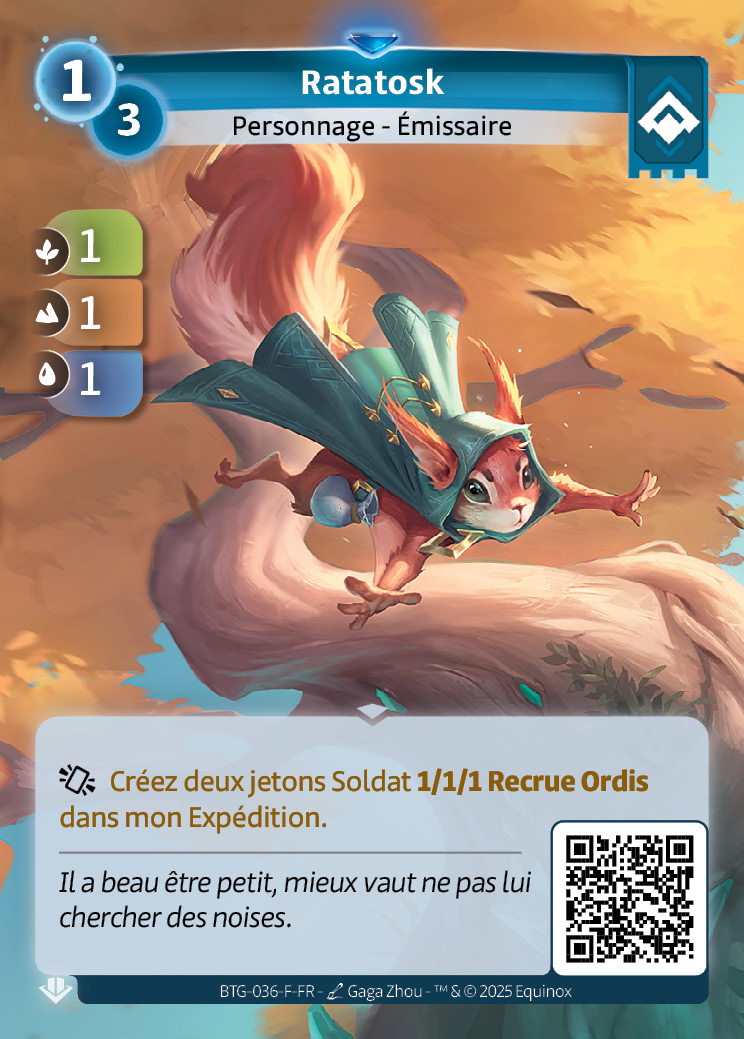 1
3
Ratatosk
Personnage - Émissaire
1
1
1
Créez deux jetons Soldat 1/1/1 Recrue Ordis
dans mon Expédition.
Il a beau être petit, mieux vaut ne pas lui
chercher des noises.
BTG-036-F-FR - Gaga Zhou - ™ & © 2025 Equinox